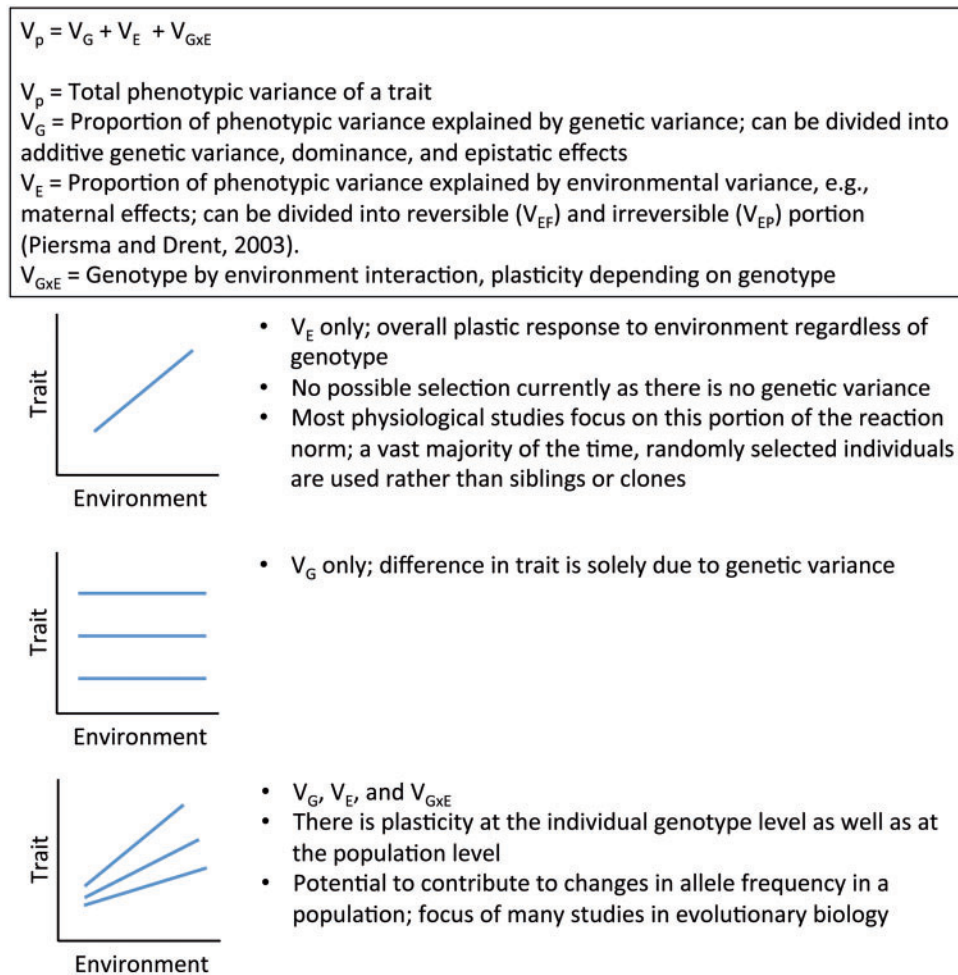 Vp = VG + VE + VGxE
Vp = Total phenotypic variance of a trait
VG = Proportion of phenotypic variance explained by genetic variance; can be divided into
additive genetic variance, dominance, and epistatic effects
VE = Proportion of phenotypic variance explained by environmental variance, e.g.,
maternal effects; can be divided into reversible (VEF) and irreversible (VEP) portion
(Piersma and Drent, 2003).
VGxE = Genotype by environment interaction, plasticity depending on genotype
Trait
Environment
• VE only; overall plastic response to environment regardless of
genotype
• No possible selection currently as there is no genetic variance
• Most physiological studies focus on this portion of the reaction
norm; a vast majority of the time, randomly selected individuals
are used rather than siblings or clones
Trait
Environment
• VG only; difference in trait is solely due to genetic variance
Trait
Environment
• VG, VE, and VGxE
• There is plasticity at the individual genotype level as well as at
the population level
• Potential to contribute to changes in allele frequency in a
population; focus of many studies in evolutionary biology